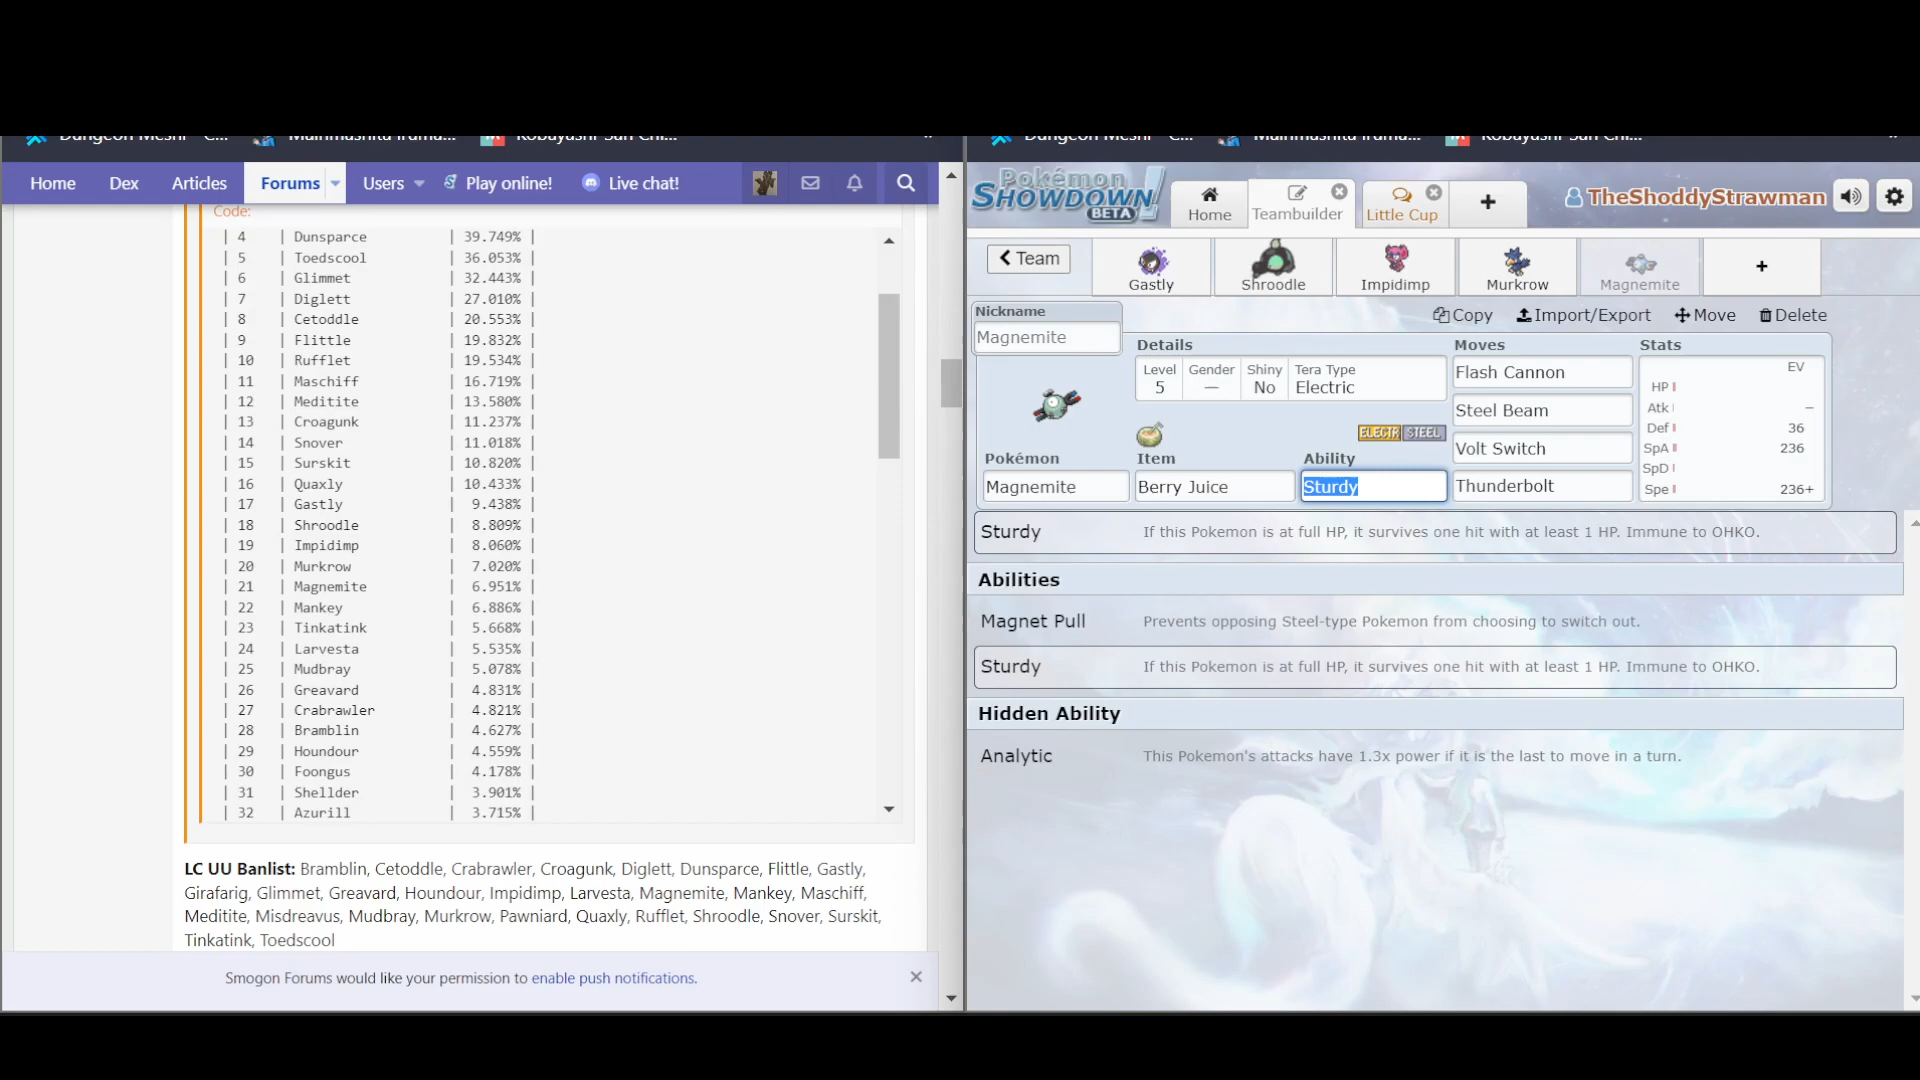 Dungeon Meshi - C...
Mairimashita Iruma...
Kobayashi-San Chi...
Home Dex Articles Forums Users Play online! Live chat!
Code:
| 4 | Dunsparce | 39.749% |
| 5 | Toedscool | 36.053% |
| 6 | Glimmet | 32.443% |
| 7 | Diglett | 27.010% |
| 8 | Cetoddle | 20.553% |
| 9 | Flittle | 19.832% |
| 10 | Rufflet | 19.534% |
| 11 | Maschiff | 16.719% |
| 12 | Meditite | 13.580% |
| 13 | Croagunk | 11.237% |
| 14 | Snover | 11.018% |
| 15 | Surskit | 10.820% |
| 16 | Quaxly | 10.433% |
| 17 | Gastly | 9.438% |
| 18 | Shroodle | 8.809% |
| 19 | Impidimp | 8.060% |
| 20 | Murkrow | 7.020% |
| 21 | Magnemite | 6.951% |
| 22 | Mankey | 6.886% |
| 23 | Tinkatink | 5.668% |
| 24 | Larvesta | 5.535% |
| 25 | Mudbray | 5.078% |
| 26 | Greavard | 4.831% |
| 27 | Crabrawler | 4.821% |
| 28 | Bramblin | 4.627% |
| 29 | Houndour | 4.559% |
| 30 | Foongus | 4.178% |
| 31 | Shellder | 3.901% |
| 32 | Azurill | 3.715% |
LC UU Banlist: Bramblin, Cetoddle, Crabrawler, Croagunk, Diglett, Dunsparce, Flittle, Gastly,
Girafarig, Glimmet, Greavard, Houndour, Impidimp, Larvesta, Magnemite, Mankey, Maschiff,
Meditite, Misdreavus, Mudbray, Murkrow, Pawniard, Quaxly, Rufflet, Shroodle, Snover, Surskit,
Tinkatink, Toedscool
Smogon Forums would like your permission to enable push notifications.
Dungeon Meshi - C...
Mairimashita Iruma...
Kobayashi-San Chi...
Pokémon
SHOWDOWN!
BETA
Home
Teambuilder
Little Cup
+
TheShoddyStrawman
Team
Gastly
Shroodle
Impidimp
Murkrow
Magnemite
+
Copy Import/Export Move Delete
Nickname
Magnemite
Details
Level
5
Gender
—
Shiny
No
Tera Type
Electric
ELECTR STEEL
Pokémon
Magnemite
Item
Berry Juice
Ability
Sturdy
Moves
Flash Cannon
Steel Beam
Volt Switch
Thunderbolt
Stats
EV
HP
Atk –
Def 36
SpA 236
SpD
Spe 236+
Sturdy If this Pokemon is at full HP, it survives one hit with at least 1 HP. Immune to OHKO.
Abilities
Magnet Pull Prevents opposing Steel-type Pokemon from choosing to switch out.
Sturdy If this Pokemon is at full HP, it survives one hit with at least 1 HP. Immune to OHKO.
Hidden Ability
Analytic This Pokemon's attacks have 1.3x power if it is the last to move in a turn.